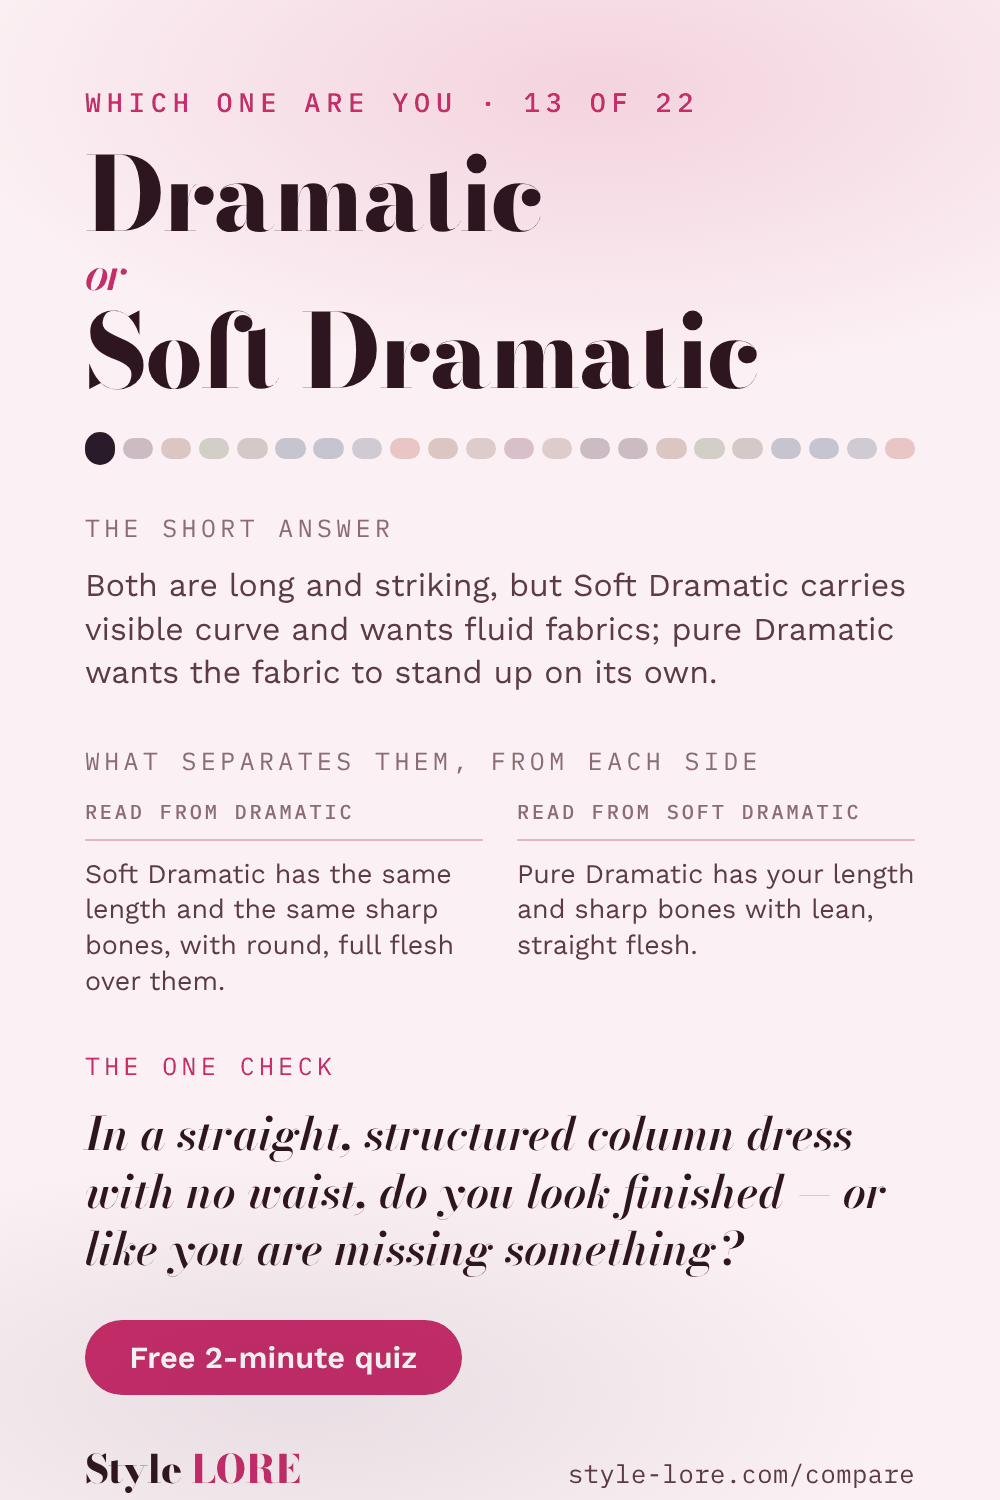 WHICH ONE ARE YOU · 13 OF 22
Dramatic
or
Soft Dramatic
THE SHORT ANSWER
Both are long and striking, but Soft Dramatic carries
visible curve and wants fluid fabrics; pure Dramatic
wants the fabric to stand up on its own.
WHAT SEPARATES THEM, FROM EACH SIDE
READ FROM DRAMATIC
Soft Dramatic has the same
length and the same sharp
bones, with round, full flesh
over them.
READ FROM SOFT DRAMATIC
Pure Dramatic has your length
and sharp bones with lean,
straight flesh.
THE ONE CHECK
In a straight, structured column dress
with no waist, do you look finished — or
like you are missing something?
Free 2-minute quiz
Style LORE
style-lore.com/compare